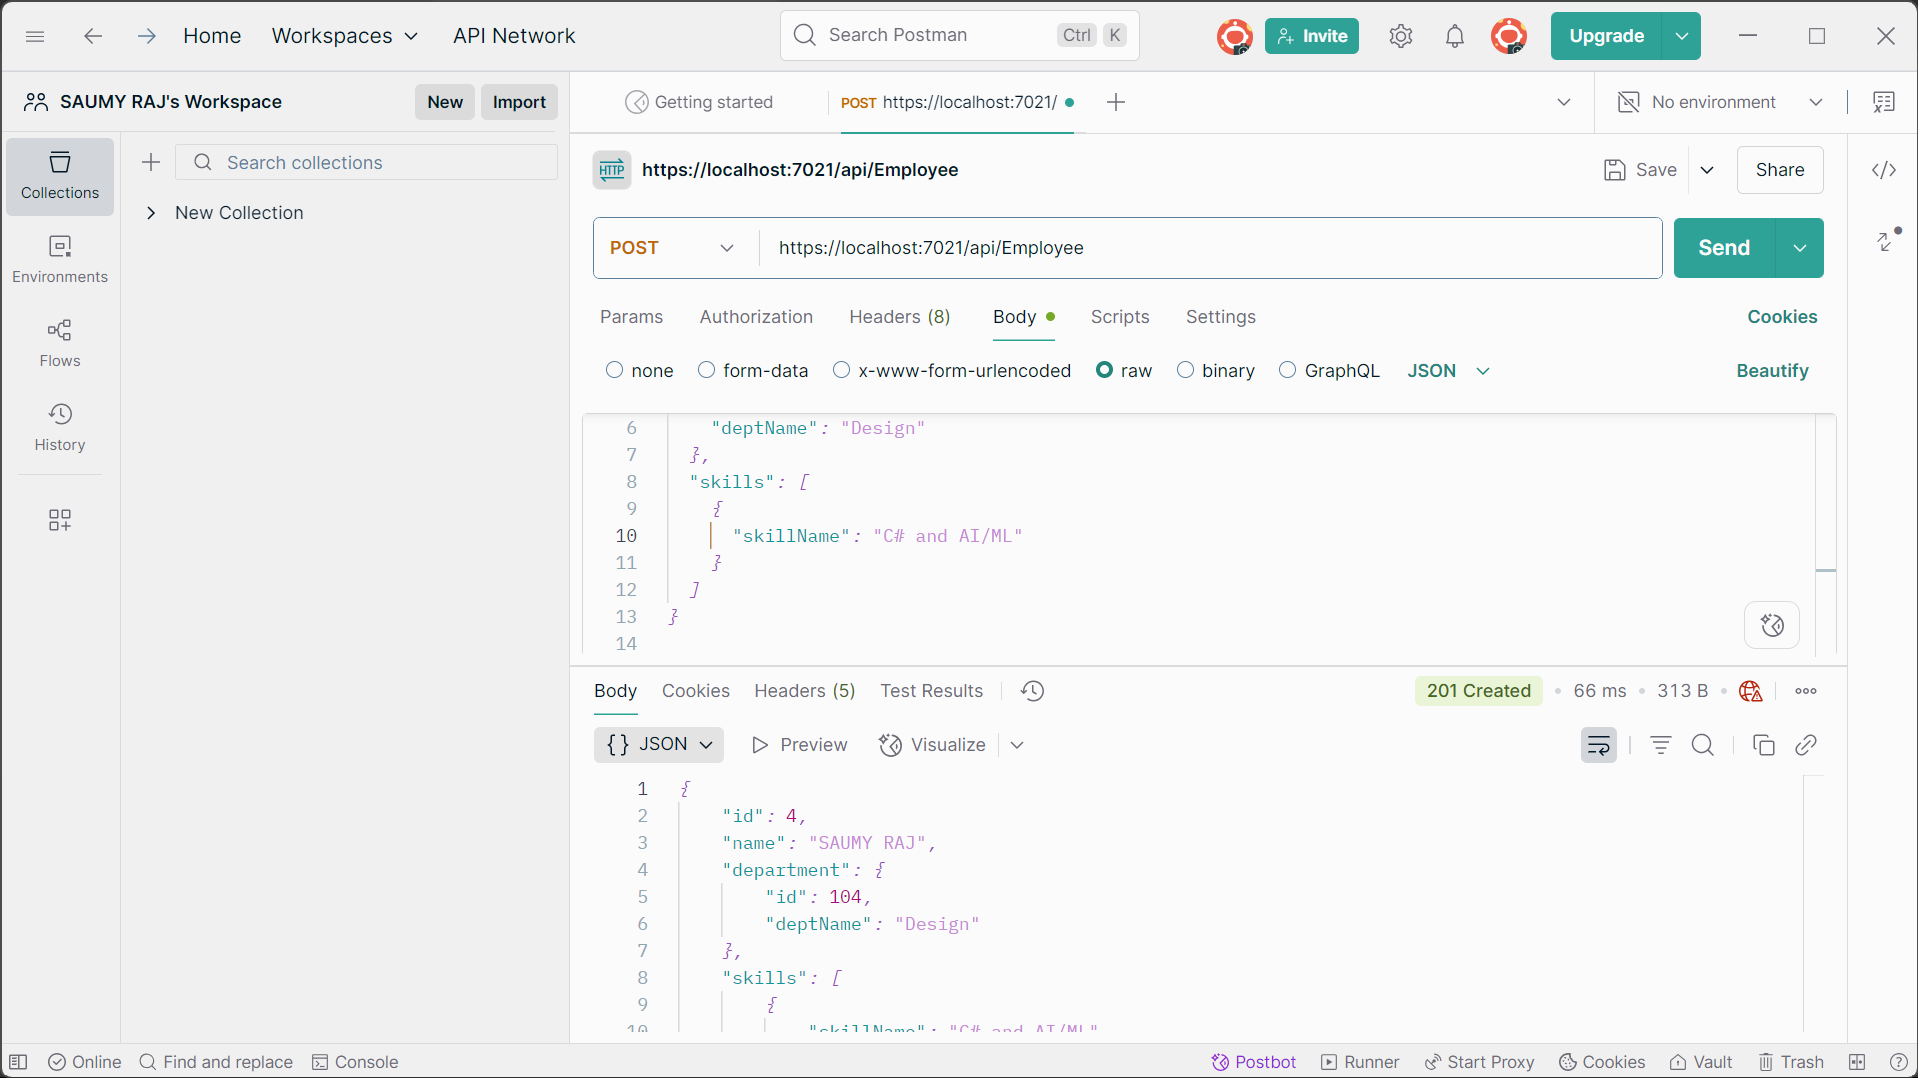 Home Workspaces API Network Search Postman Ctrl K Invite Upgrade
SAUMY RAJ's Workspace New Import Getting started POST https://localhost:7021/ No environment
Search collections
Collections
New Collection
Environments
Flows
History
HTTP https://localhost:7021/api/Employee Save Share
POST https://localhost:7021/api/Employee Send
Params Authorization Headers (8) Body Scripts Settings Cookies
none form-data x-www-form-urlencoded raw binary GraphQL JSON Beautify
6 "deptName": "Design"
7 },
8 "skills": [
9 {
10 "skillName": "C# and AI/ML"
11 }
12 ]
13 }
14
Body Cookies Headers (5) Test Results 201 Created • 66 ms • 313 B
{} JSON Preview Visualize
1 {
2 "id": 4,
3 "name": "SAUMY RAJ",
4 "department": {
5 "id": 104,
6 "deptName": "Design"
7 },
8 "skills": [
9 {
10 "skillName": "C# and AI/ML"
Online Find and replace Console Postbot Runner Start Proxy Cookies Vault Trash